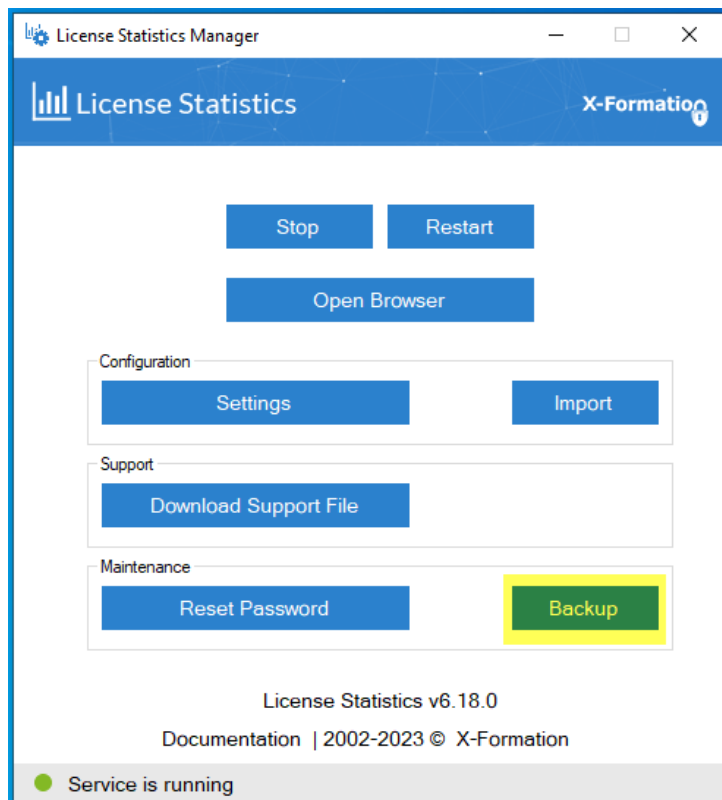 License Statistics Manager
License Statistics X-Formation
Stop Restart
Open Browser
Configuration
Settings Import
Support
Download Support File
Maintenance
Reset Password Backup
License Statistics v6.18.0
Documentation | 2002-2023 © X-Formation
Service is running